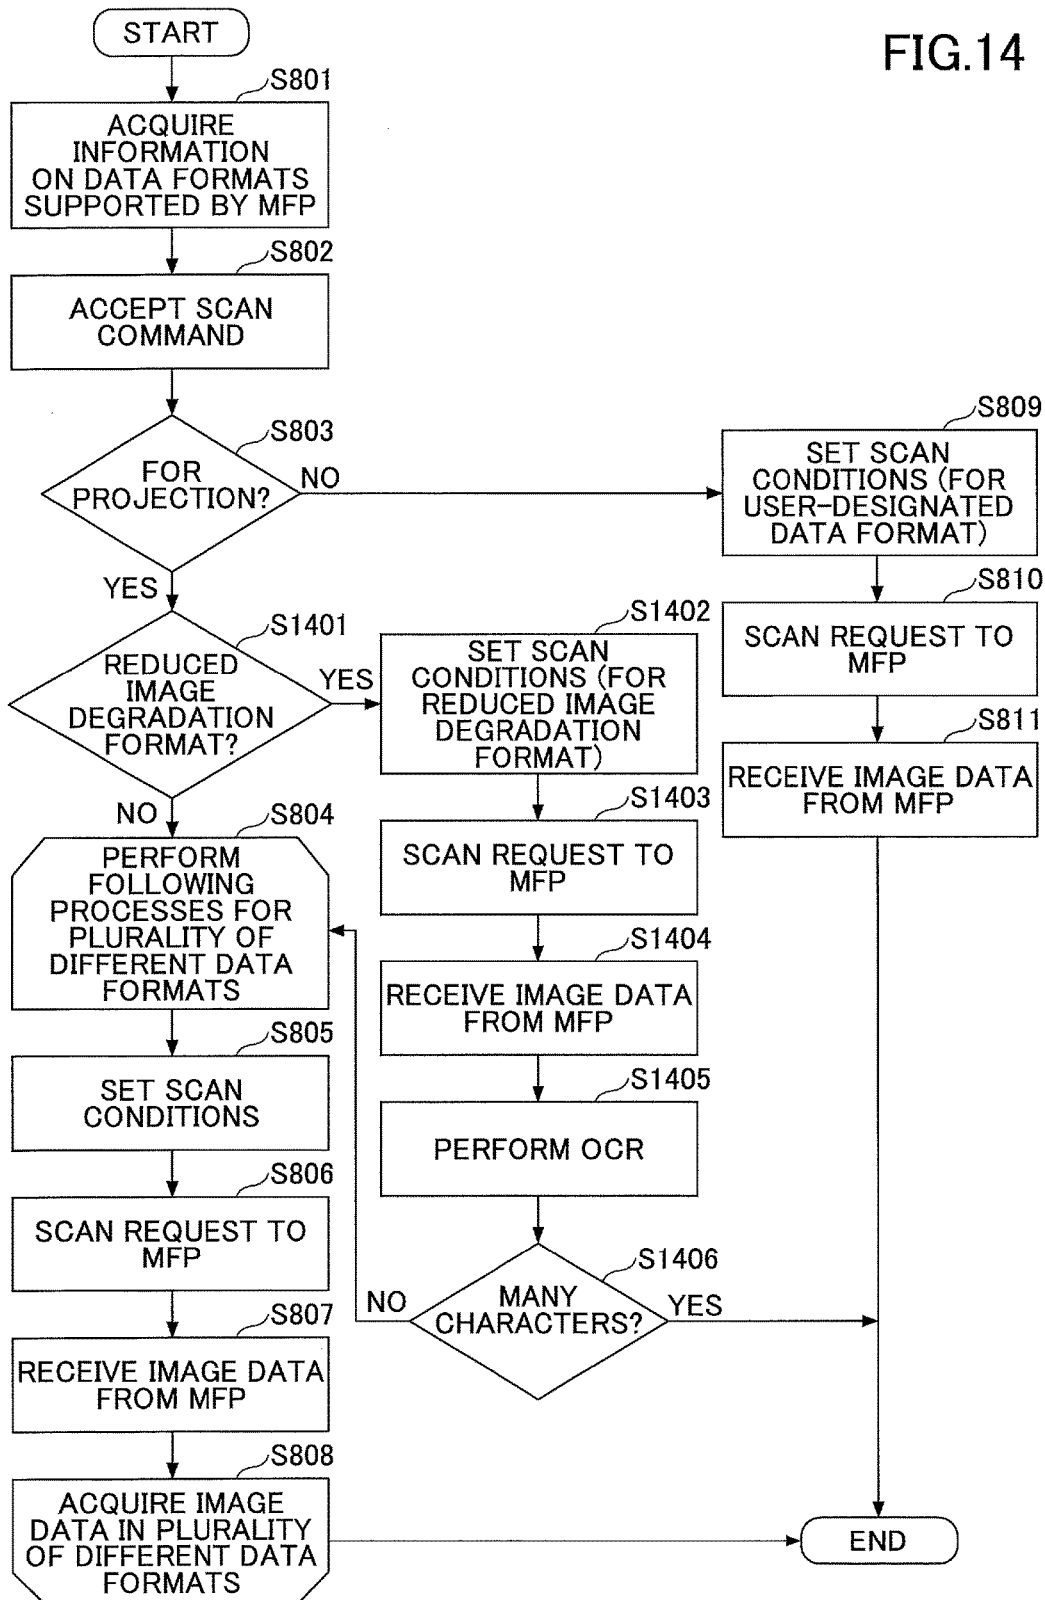 FIG.14
START
S801
ACQUIRE
INFORMATION
ON DATA FORMATS
SUPPORTED BY MFP
S802
ACCEPT SCAN
COMMAND
S803
FOR
PROJECTION?
NO
YES
S809
SET SCAN
CONDITIONS (FOR
USER-DESIGNATED
DATA FORMAT)
S810
SCAN REQUEST TO
MFP
S811
RECEIVE IMAGE DATA
FROM MFP
S1401
REDUCED
IMAGE
DEGRADATION
FORMAT?
YES
NO
S1402
SET SCAN
CONDITIONS (FOR
REDUCED IMAGE
DEGRADATION
FORMAT)
S1403
SCAN REQUEST TO
MFP
S1404
RECEIVE IMAGE DATA
FROM MFP
S1405
PERFORM OCR
S1406
MANY
CHARACTERS?
NO
YES
S804
PERFORM
FOLLOWING
PROCESSES FOR
PLURALITY OF
DIFFERENT DATA
FORMATS
S805
SET SCAN
CONDITIONS
S806
SCAN REQUEST TO
MFP
S807
RECEIVE IMAGE DATA
FROM MFP
S808
ACQUIRE IMAGE
DATA IN PLURALITY
OF DIFFERENT DATA
FORMATS
END